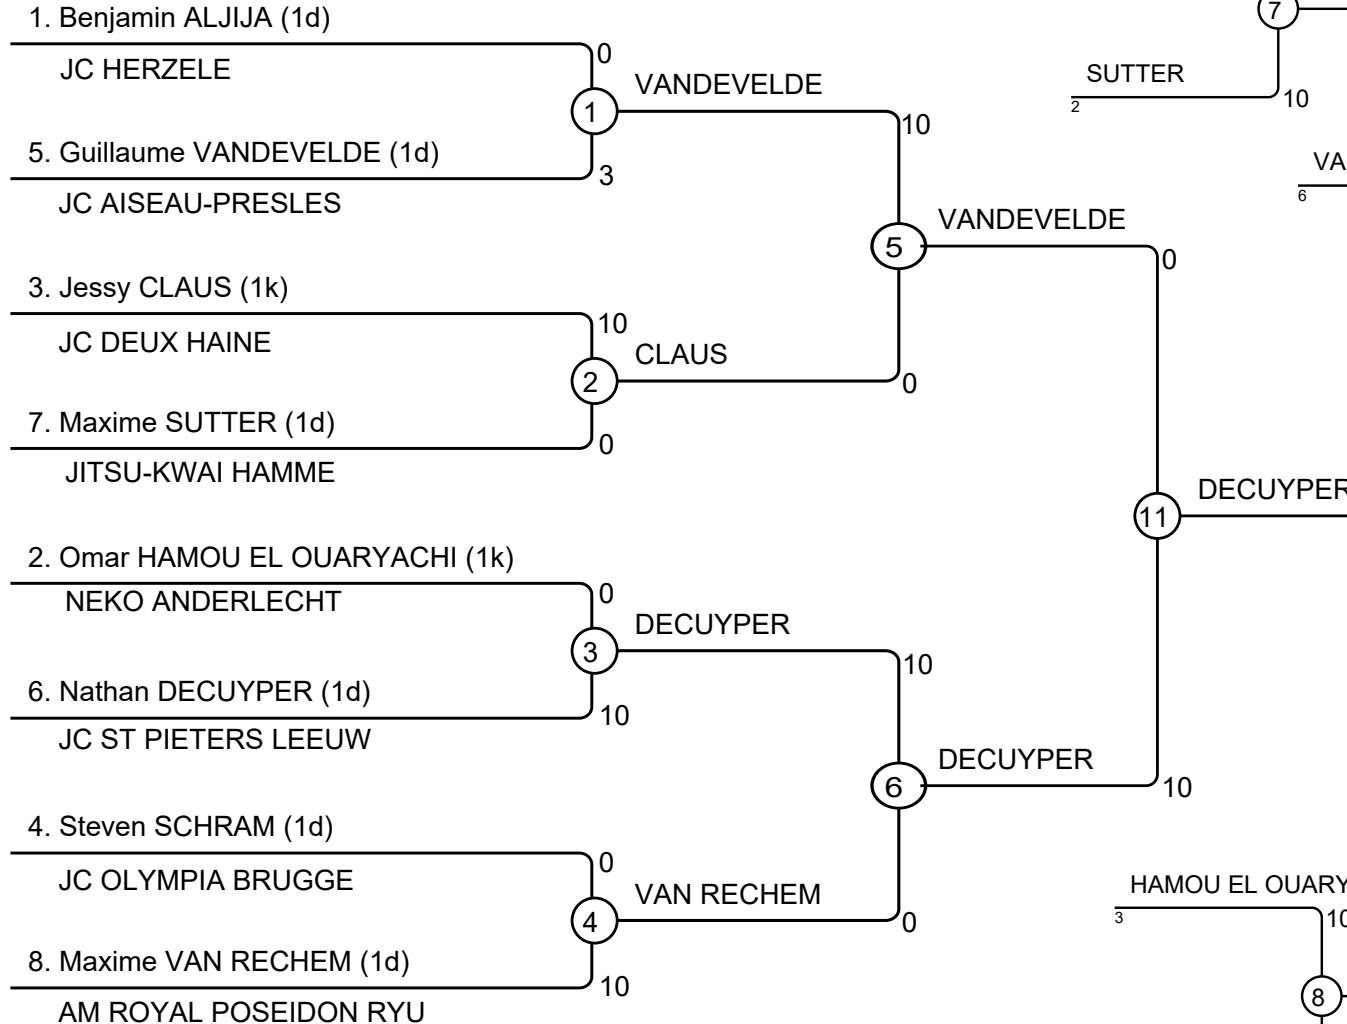 1. Benjamin ALJIJA (1d)
0
JC HERZELE
1
VANDEVELDE
10
5. Guillaume VANDEVELDE (1d)
3
JC AISEAU-PRESLES
5
VANDEVELDE
0
3. Jessy CLAUS (1k)
10
JC DEUX HAINE
2
CLAUS
0
7. Maxime SUTTER (1d)
0
JITSU-KWAI HAMME
11
DECUYPER
2. Omar HAMOU EL OUARYACHI (1k)
0
NEKO ANDERLECHT
3
DECUYPER
10
6. Nathan DECUYPER (1d)
10
JC ST PIETERS LEEUW
6
DECUYPER
10
4. Steven SCHRAM (1d)
0
JC OLYMPIA BRUGGE
4
VAN RECHEM
0
8. Maxime VAN RECHEM (1d)
10
AM ROYAL POSEIDON RYU
7
SUTTER
2
10
VA
6
HAMOU EL OUARY
3
10
8